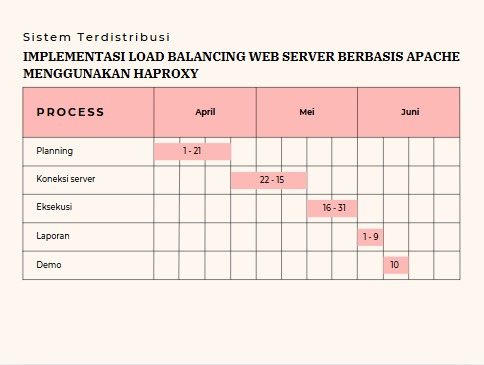 Sistem Terdistribusi
IMPLEMENTASI LOAD BALANCING WEB SERVER BERBASIS APACHE
MENGGUNAKAN HAPROXY
PROCESS April Mei Juni
Planning 1 - 21
Koneksi server 22 - 15
Eksekusi 16 - 31
Laporan 1 - 9
Demo 10